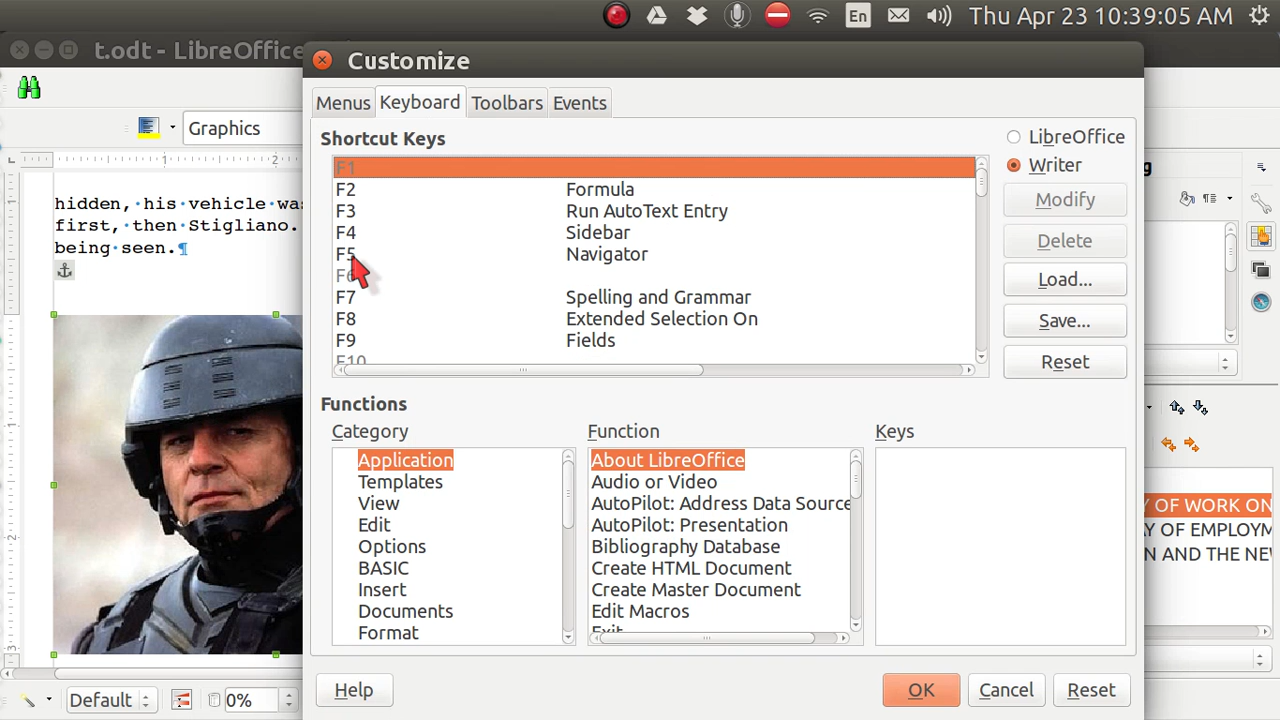 En
Thu Apr 23 10:39:05 AM
t.odt - LibreOffice
Customize
Menus Keyboard Toolbars Events
Graphics
Shortcut Keys
LibreOffice
Writer
F1
F2 Formula
F3 Run AutoText Entry
F4 Sidebar
F5 Navigator
F6
F7 Spelling and Grammar
F8 Extended Selection On
F9 Fields
F10
Modify
Delete
Load...
Save...
Reset
hidden, his vehicle was
first, then Stigliano.
being seen.¶
Functions
Category
Function
Keys
Application
Templates
View
Edit
Options
BASIC
Insert
Documents
Format
About LibreOffice
Audio or Video
AutoPilot: Address Data Source
AutoPilot: Presentation
Bibliography Database
Create HTML Document
Create Master Document
Edit Macros
Exit
Y OF WORK ON
AY OF EMPLOYM
N AND THE NE
Help
OK
Cancel
Reset
Default
0%